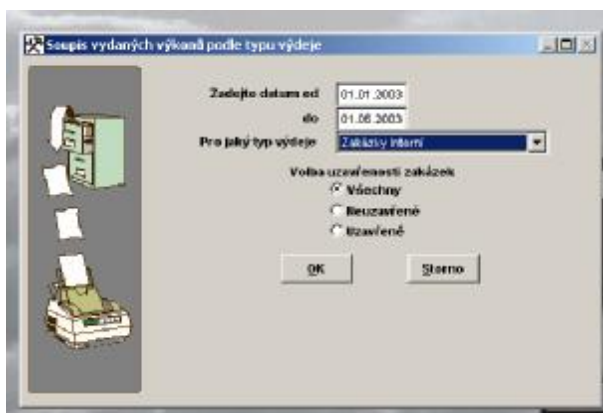 Soupis vydaných výkonů podle typu výdeje
Zadejte datum od 01.01.2003
do 01.06.2003
Pro jaký typ výdeje Zakázky interní
Volba uzavřenosti zakázek
Všechny
Neuzavřené
Uzavřené
OK Storno